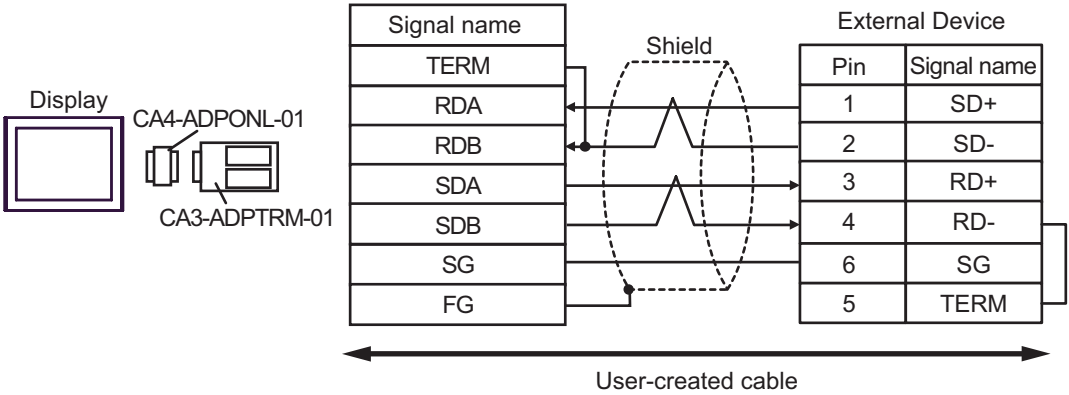 Display
CA4-ADPONL-01
CA3-ADPTRM-01
Signal name
TERM
RDA
RDB
SDA
SDB
SG
FG
Shield
External Device
Pin Signal name
1 SD+
2 SD-
3 RD+
4 RD-
6 SG
5 TERM
User-created cable